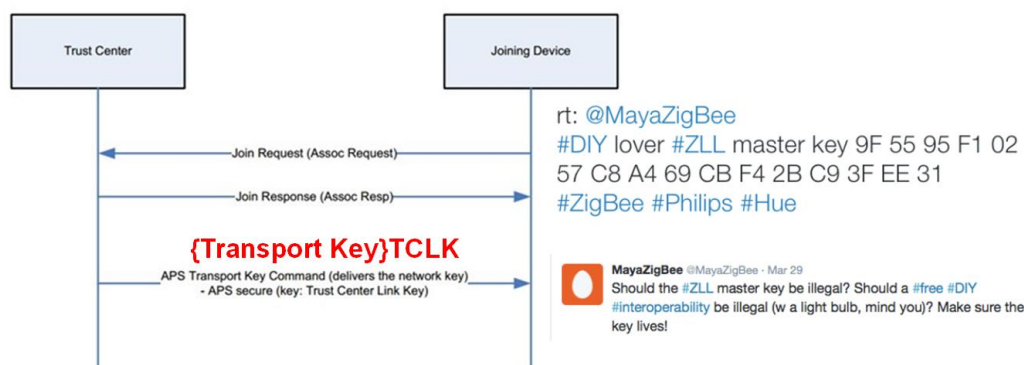 Trust Center
Joining Device
rt: @MayaZigBee
#DIY lover #ZLL master key 9F 55 95 F1 02
57 C8 A4 69 CB F4 2B C9 3F EE 31
#ZigBee #Philips #Hue
Join Request (Assoc Request)
Join Response (Assoc Resp)
{Transport Key}TCLK
APS Transport Key Command (delivers the network key)
- APS secure (key: Trust Center Link Key)
MayaZigBee @MayaZigBee · Mar 29
Should the #ZLL master key be illegal? Should a #free #DIY
#interoperability be illegal (w a light bulb, mind you)? Make sure the
key lives!